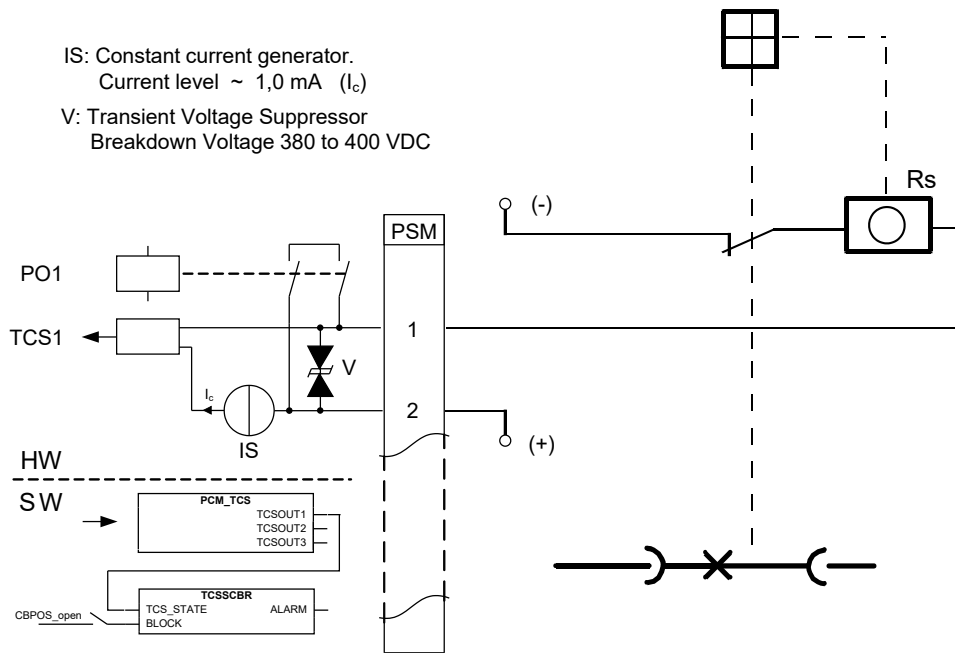 IS: Constant current generator.
Current level ~ 1,0 mA (Ic)
V: Transient Voltage Suppressor
Breakdown Voltage 380 to 400 VDC
Rs
(-)
PSM
PO1
TCS1
1
V
Ic
2
IS
(+)
HW
SW
PCM_TCS
TCSOUT1
TCSOUT2
TCSOUT3
TCSSCBR
TCS_STATE ALARM
CBPOS_open
BLOCK